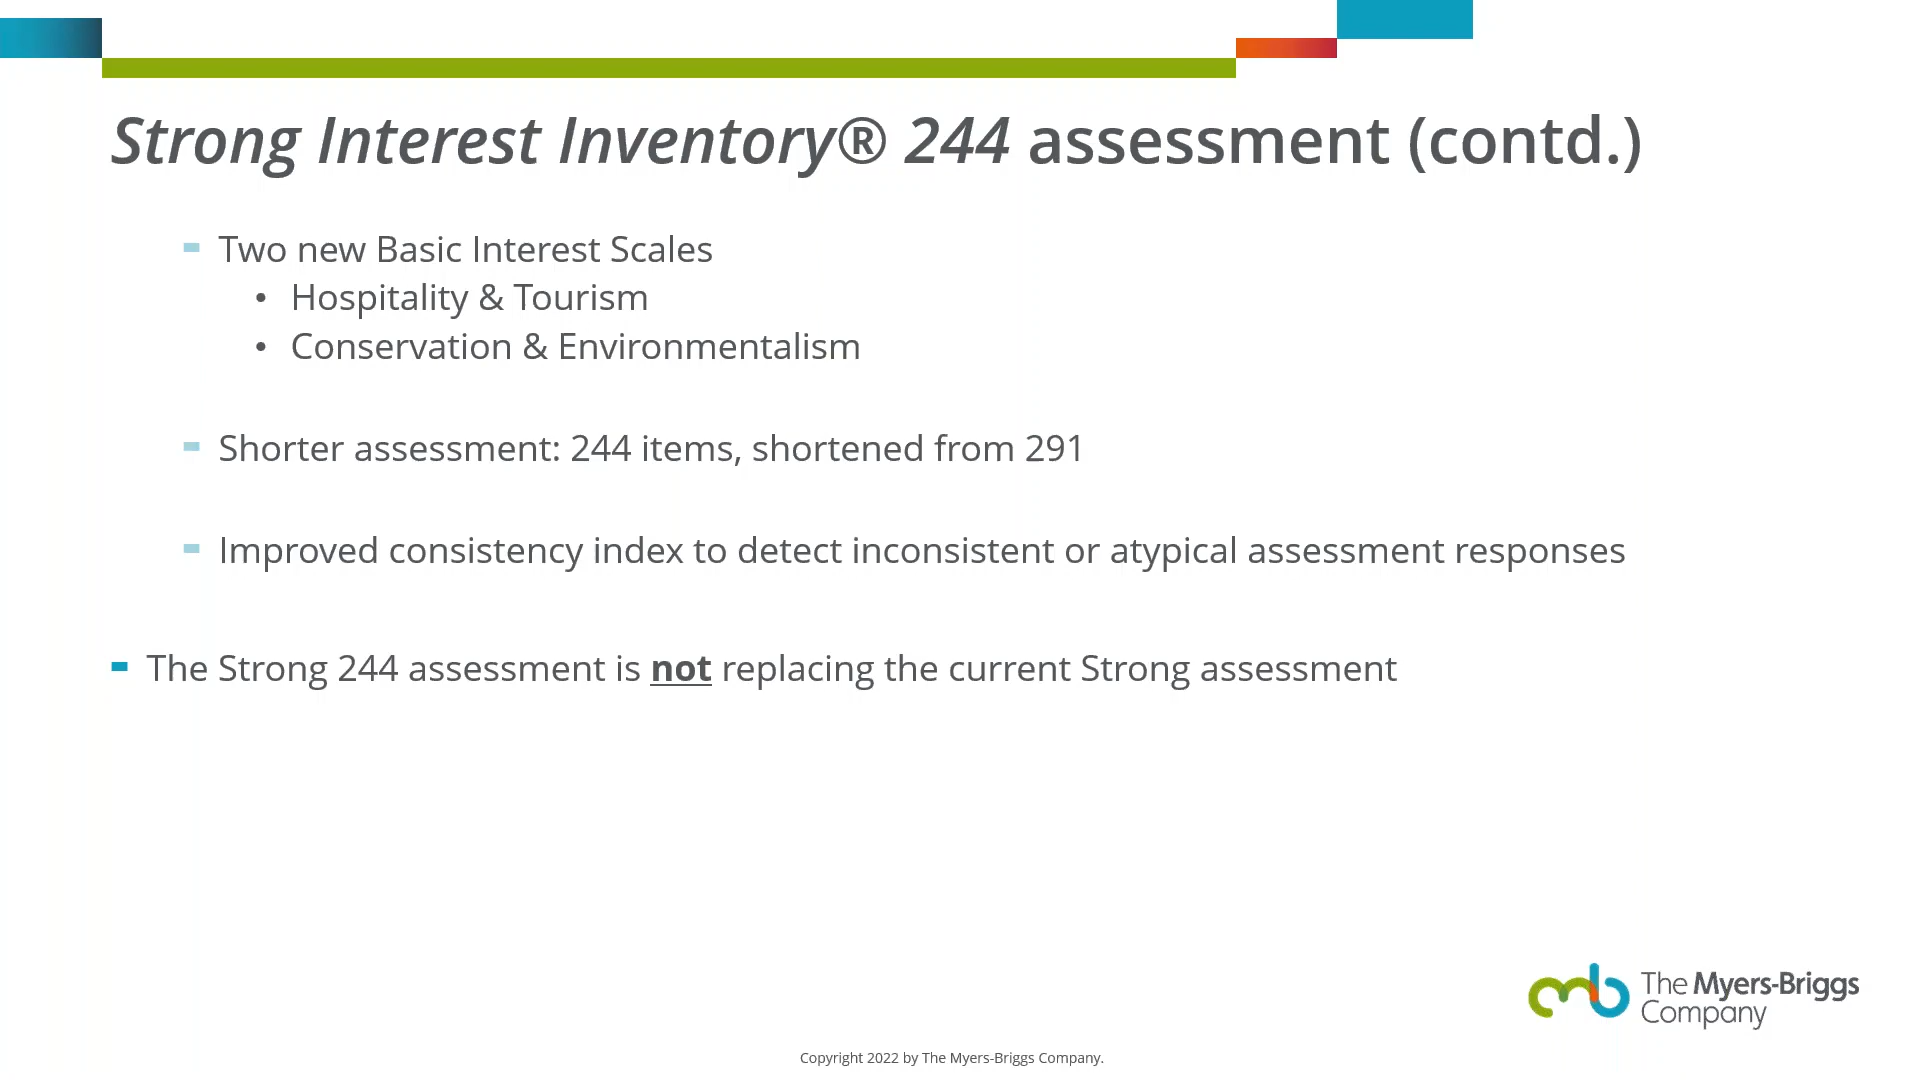 Strong Interest Inventory® 244 assessment (contd.)
Two new Basic Interest Scales
Hospitality & Tourism
Conservation & Environmentalism
Shorter assessment: 244 items, shortened from 291
Improved consistency index to detect inconsistent or atypical assessment responses
The Strong 244 assessment is not replacing the current Strong assessment
mb
The Myers-Briggs
Company
Copyright 2022 by The Myers-Briggs Company.